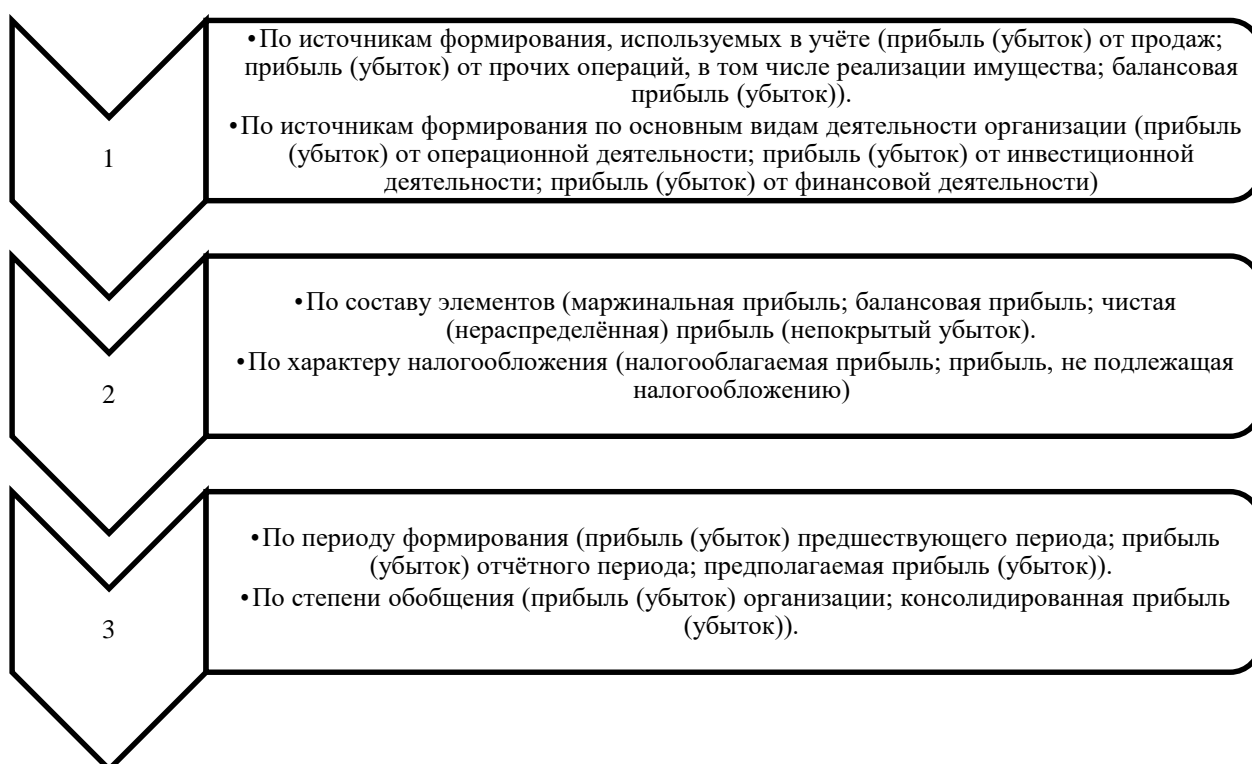 1
•По источникам формирования, используемых в учёте (прибыль (убыток) от продаж;
прибыль (убыток) от прочих операций, в том числе реализации имущества; балансовая
прибыль (убыток)).
•По источникам формирования по основным видам деятельности организации (прибыль
(убыток) от операционной деятельности; прибыль (убыток) от инвестиционной
деятельности; прибыль (убыток) от финансовой деятельности)
2
•По составу элементов (маржинальная прибыль; балансовая прибыль; чистая
(нераспределённая) прибыль (непокрытый убыток).
•По характеру налогообложения (налогооблагаемая прибыль; прибыль, не подлежащая
налогообложению)
3
•По периоду формирования (прибыль (убыток) предшествующего периода; прибыль
(убыток) отчётного периода; предполагаемая прибыль (убыток)).
•По степени обобщения (прибыль (убыток) организации; консолидированная прибыль
(убыток)).